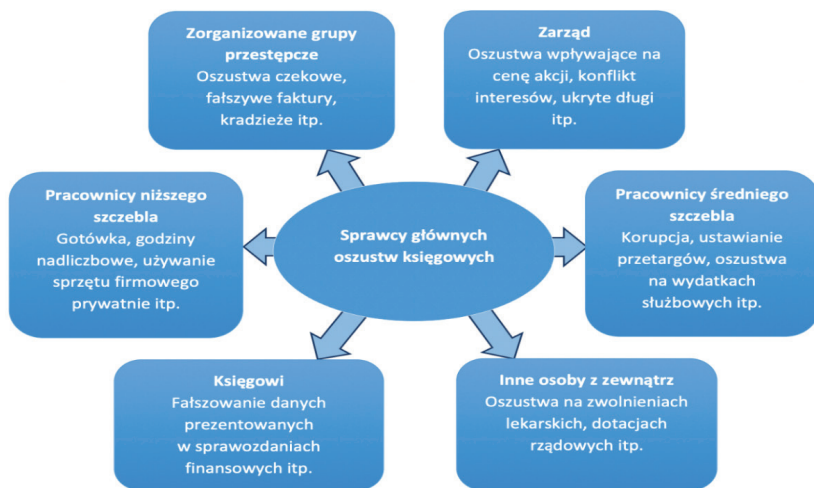 Zorganizowane grupy
przestępcze
Oszustwa czekowe,
fałszywe faktury,
kradzieże itp.
Zarząd
Oszustwa wpływające na
cenę akcji, konflikt
interesów, ukryte długi
itp.
Pracownicy niższego
szczebla
Gotówka, godziny
nadliczbowe, używanie
sprzętu firmowego
prywatnie itp.
Sprawcy głównych
oszustw księgowych
Pracownicy średniego
szczebla
Korupcja, ustawianie
przetargów, oszustwa
na wydatkach
służbowych itp.
Księgowi
Fałszowanie danych
prezentowanych
w sprawozdaniach
finansowych itp.
Inne osoby z zewnątrz
Oszustwa na zwolnieniach
lekarskich, dotacjach
rządowych itp.